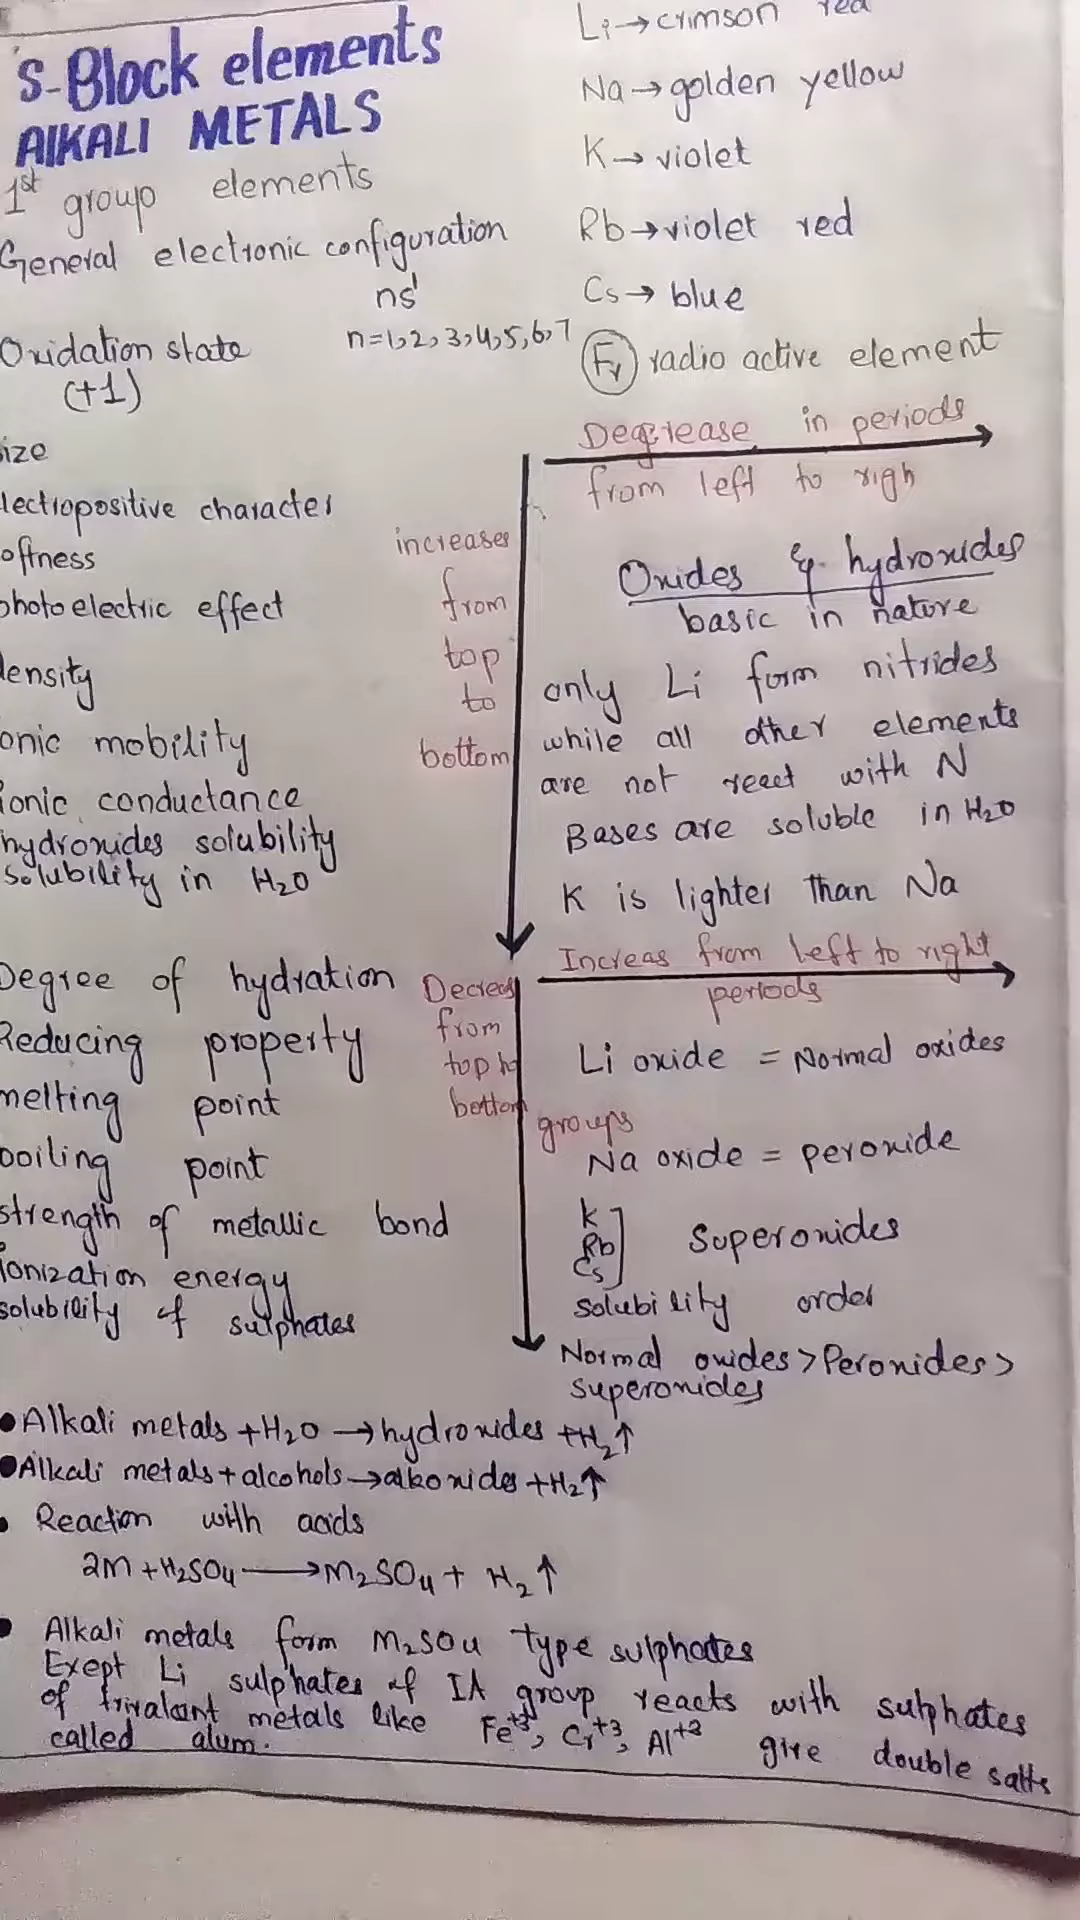 S-Block elements
AlKALI METALS
1st group elements
General electronic configuration
ns¹
n=1,2,3,4,5,6,7
Oxidation state
(+1)
ize
lectropositive character
oftness
photoelectric effect
density
onic mobility
ionic conductance
hydroxides solubility
solubility in H₂O
increases
from
top
to
bottom
Degree of hydration
Reducing property
melting point
boiling point
strength of metallic bond
ionization energy
solubility of sulphates
Decreas
from
top to
bottom
Li→crimson red
Na→golden yellow
K→violet
Rb→violet red
Cs→blue
Fr radio active element
Decrease in periods
from left to righ
Oxides & hydroxides
basic in nature
only Li form nitrides
while all other elements
are not react with N
Bases are soluble in H₂O
K is lighter than Na
Increas from left to right
periods
Li oxide = Normal oxides
groups
Na oxide = peroxide
K
Rb
Cs
Superoxides
solubility order
Normal oxides>Peroxides>
superoxides
• Alkali metals +H₂O →hydroxides +H₂↑
• Alkali metals+alcohols→alkoxides +H₂↑
• Reaction with acids
2M +H₂SO₄→M₂SO₄+ H₂↑
• Alkali metals form M₂SO₄ type sulphates
Exept Li sulphates of IA group reacts with sulphates
of trivalant metals like Fe⁺³, Cr⁺³, Al⁺³ give double salts
called alum.